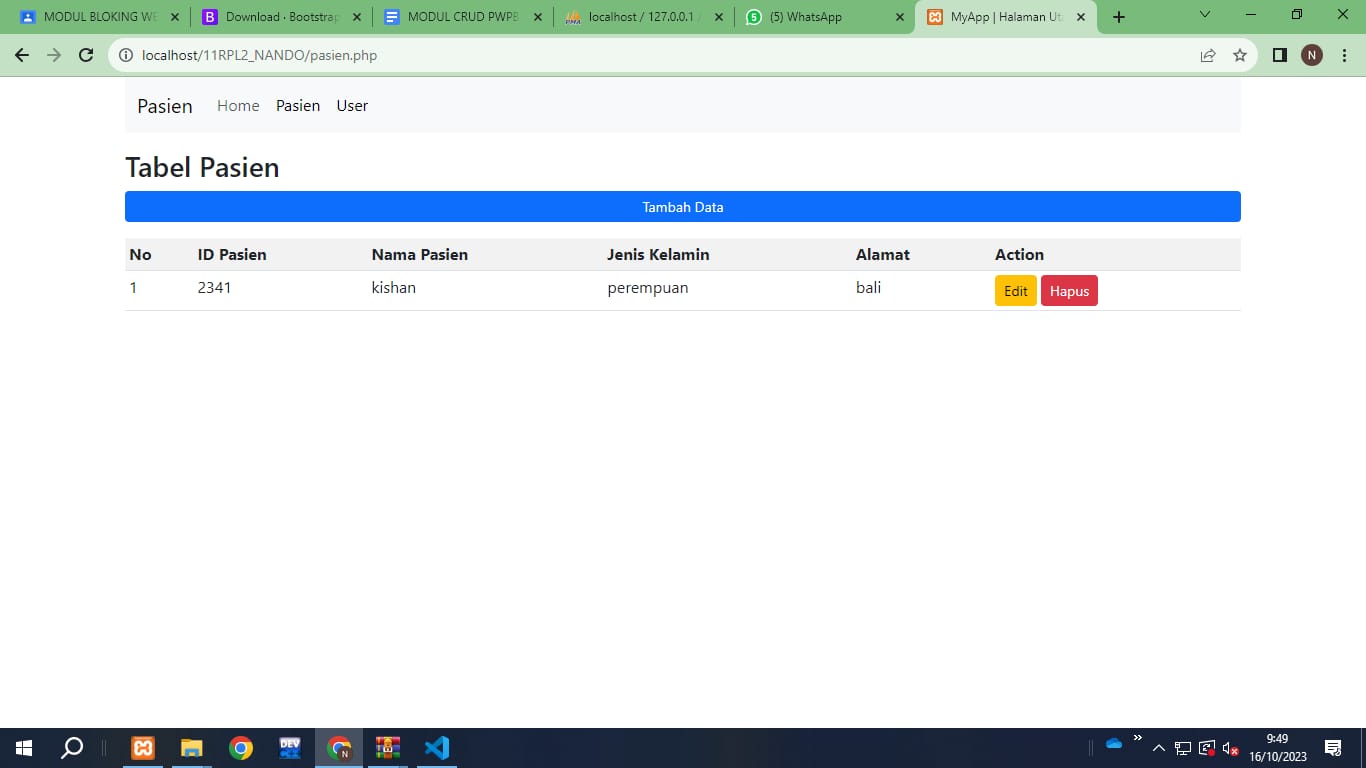 MODUL BLOKING WE
Download · Bootstrap
MODUL CRUD PWPB
localhost / 127.0.0.1 /
(5) WhatsApp
MyApp | Halaman Ut
localhost/11RPL2_NANDO/pasien.php
N
Pasien Home Pasien User
Tabel Pasien
Tambah Data
No ID Pasien Nama Pasien Jenis Kelamin Alamat Action
1 2341 kishan perempuan bali Edit Hapus
DEV
N
9:49
16/10/2023